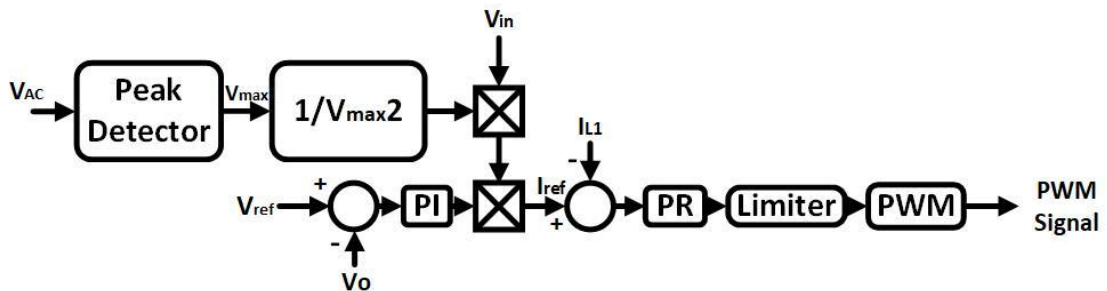 Vin
VAC
Peak
Detector
Vmax
1/Vmax2
IL1
-
+
Vref
PI
Iref
+
PR
Limiter
PWM
PWM
Signal
-
Vo